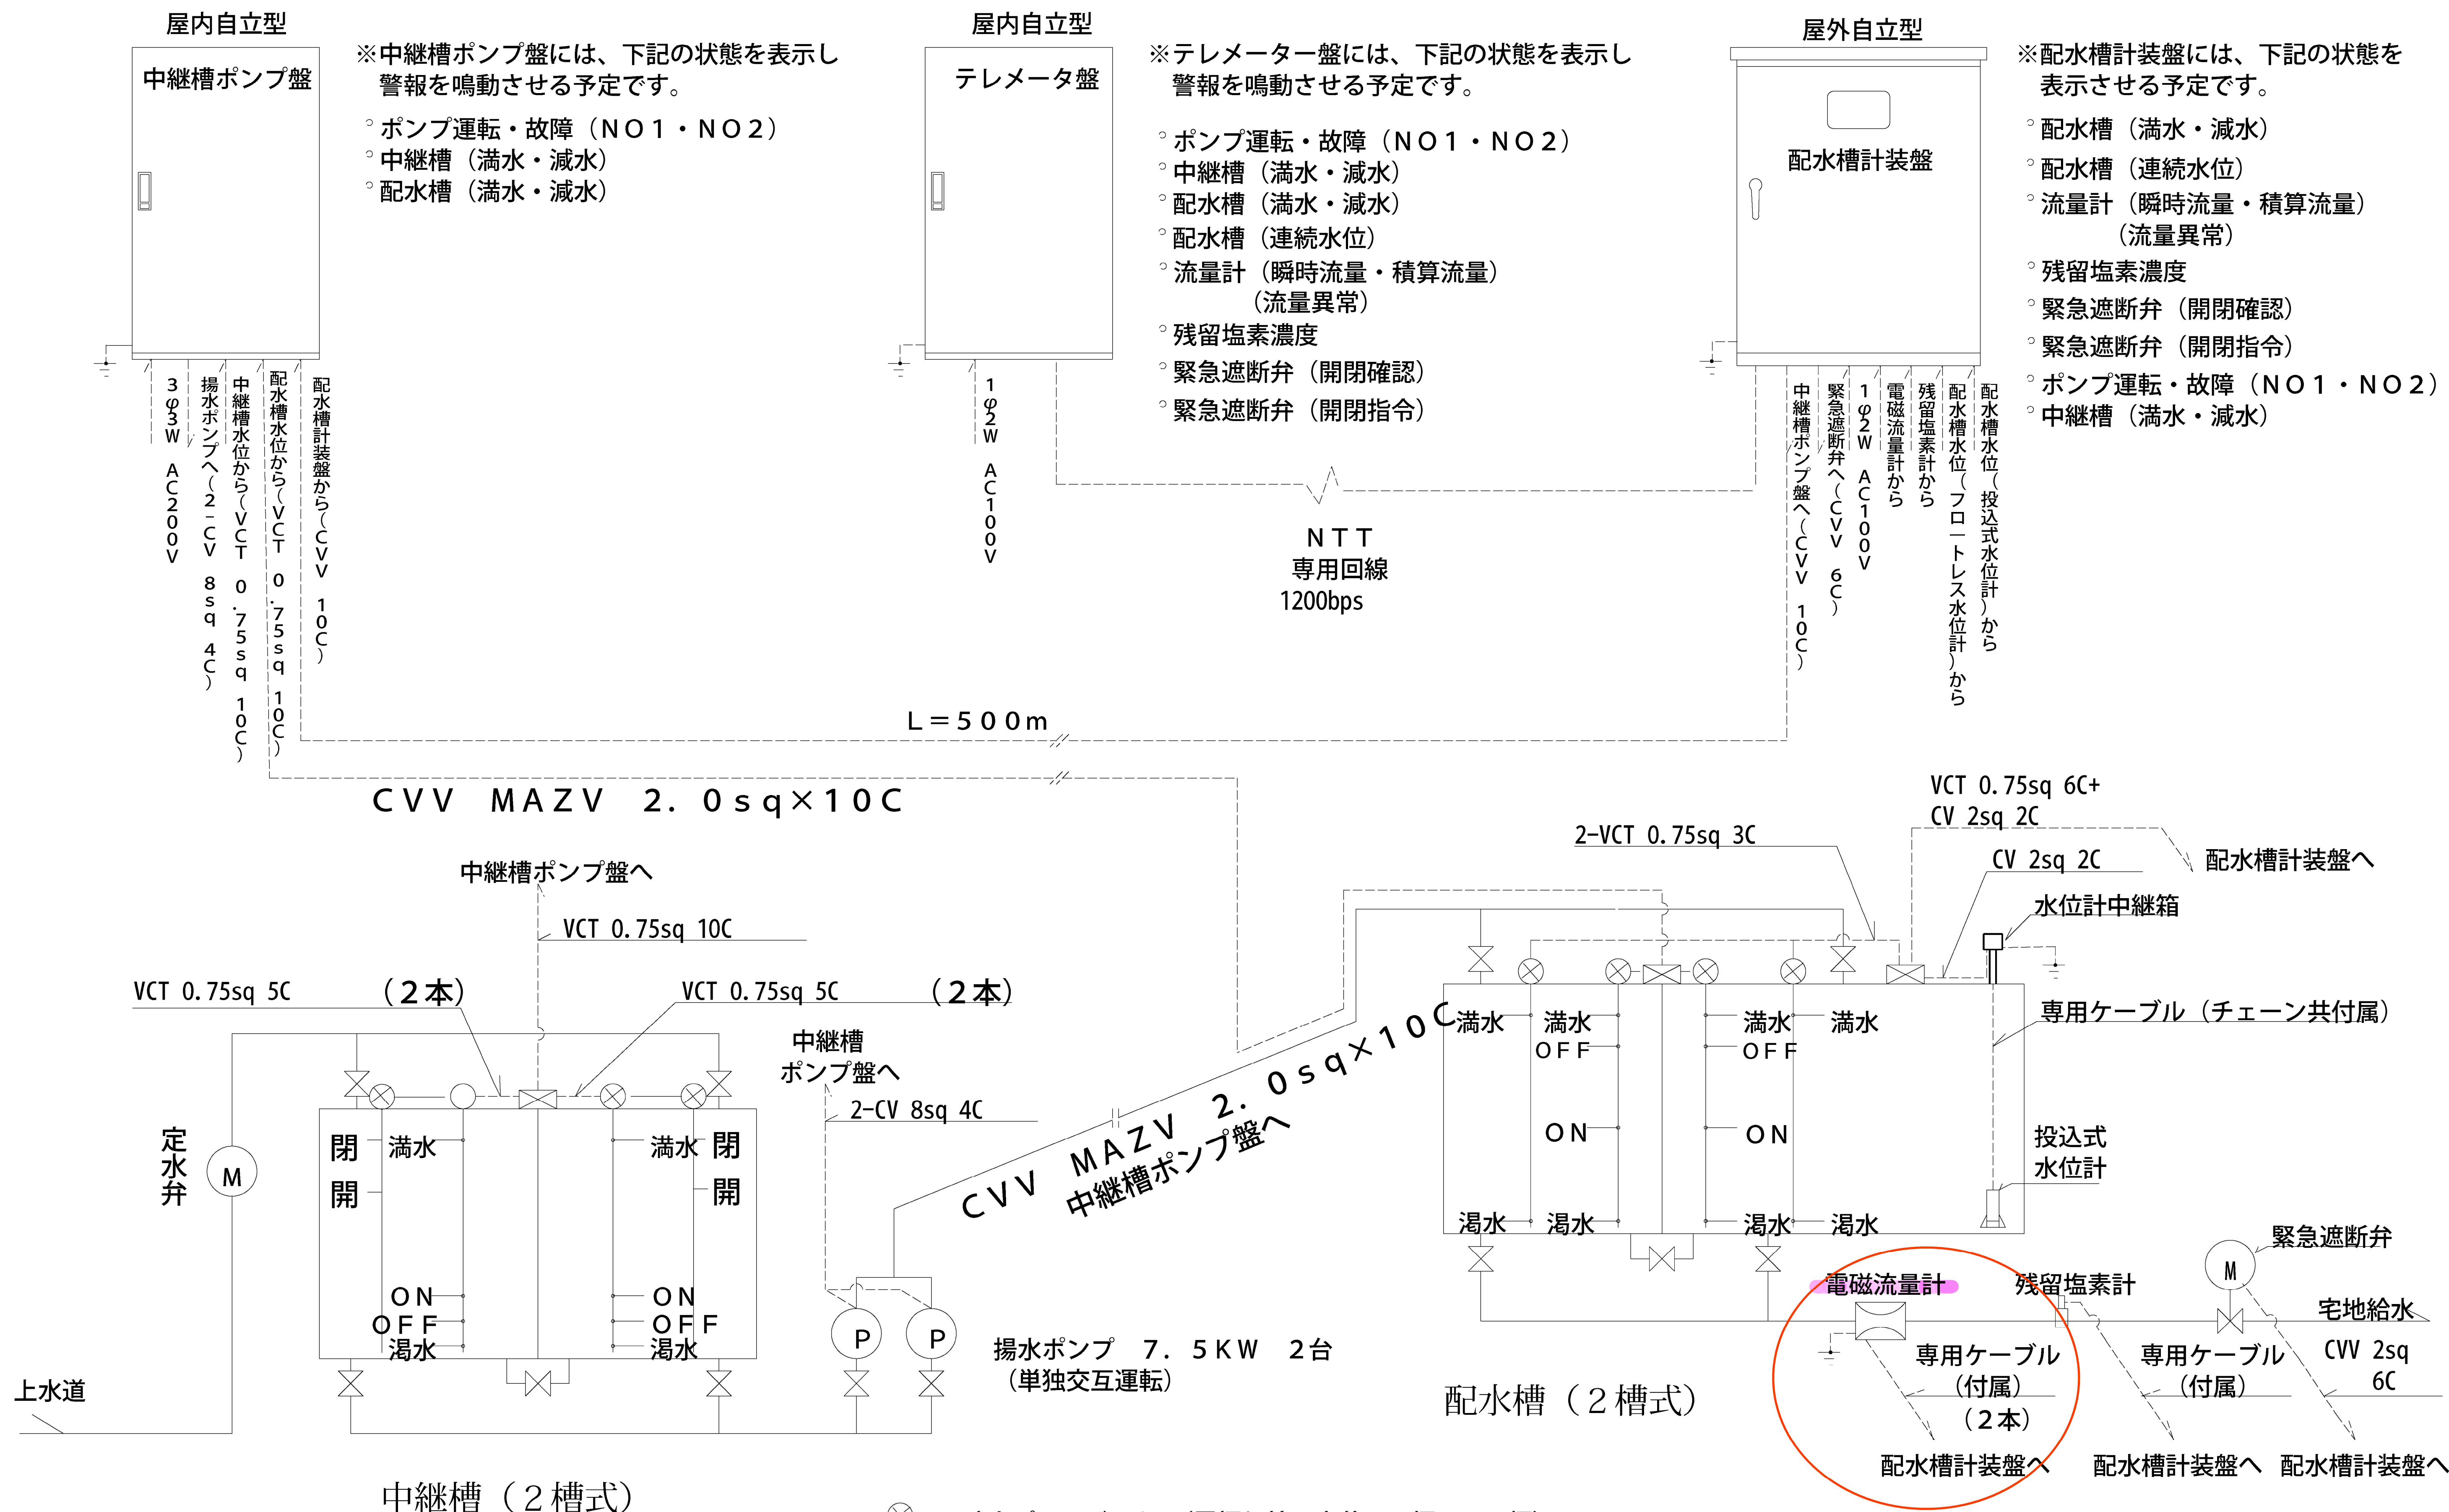 屋内自立型
中継槽ポンプ盤
※中継槽ポンプ盤には、下記の状態を表示し
警報を鳴動させる予定です。
ポンプ運転・故障（ＮＯ１・ＮＯ２）
中継槽（満水・減水）
配水槽（満水・減水）
3φ3W AC200V
揚水ポンプへ(2-CV 8sq 4C)
中継槽水位から(VCT 0.75sq 10C)
配水槽水位から(VCT 0.75sq 10C)
配水槽計装盤から(CVV 10C)
屋内自立型
テレメータ盤
※テレメーター盤には、下記の状態を表示し
警報を鳴動させる予定です。
ポンプ運転・故障（ＮＯ１・ＮＯ２）
中継槽（満水・減水）
配水槽（満水・減水）
配水槽（連続水位）
流量計（瞬時流量・積算流量）
（流量異常）
残留塩素濃度
緊急遮断弁（開閉確認）
緊急遮断弁（開閉指令）
1φ2W AC100V
ＮＴＴ
専用回線
1200bps
屋外自立型
配水槽計装盤
※配水槽計装盤には、下記の状態を
表示させる予定です。
配水槽（満水・減水）
配水槽（連続水位）
流量計（瞬時流量・積算流量）
（流量異常）
残留塩素濃度
緊急遮断弁（開閉確認）
緊急遮断弁（開閉指令）
ポンプ運転・故障（ＮＯ１・ＮＯ２）
中継槽（満水・減水）
中継槽ポンプ盤へ(CVV 10C)
緊急遮断弁へ(CVV 6C)
1φ2W AC100V
電磁流量計から
残留塩素計から
配水槽水位(フロートレス水位計)から
配水槽水位(投込式水位計)から
Ｌ＝５００ｍ
ＣＶＶ　ＭＡＺＶ　２．０ｓｑ×１０Ｃ
中継槽ポンプ盤へ
VCT 0.75sq 10C
VCT 0.75sq 5C （２本）
VCT 0.75sq 5C （２本）
定水弁
M
閉
開
満水
満水
閉
開
ＯＮ
ＯＦＦ
渇水
ＯＮ
ＯＦＦ
渇水
上水道
中継槽（２槽式）
中継槽
ポンプ盤へ
2-CV 8sq 4C
P
P
揚水ポンプ　７．５ＫＷ　２台
（単独交互運転）
ＣＶＶ　ＭＡＺＶ　２．０ｓｑ×１０Ｃ
中継槽ポンプ盤へ
2-VCT 0.75sq 3C
VCT 0.75sq 6C+
CV 2sq 2C
CV 2sq 2C
配水槽計装盤へ
水位計中継箱
専用ケーブル（チェーン共付属）
満水
満水
満水
満水
ＯＦＦ
ＯＦＦ
ＯＮ
ＯＮ
渇水
渇水
渇水
渇水
投込式
水位計
配水槽（２槽式）
電磁流量計
残留塩素計
緊急遮断弁
M
宅地給水
専用ケーブル
（付属）
（２本）
配水槽計装盤へ
専用ケーブル
（付属）
配水槽計装盤へ
CVV 2sq
6C
配水槽計装盤へ